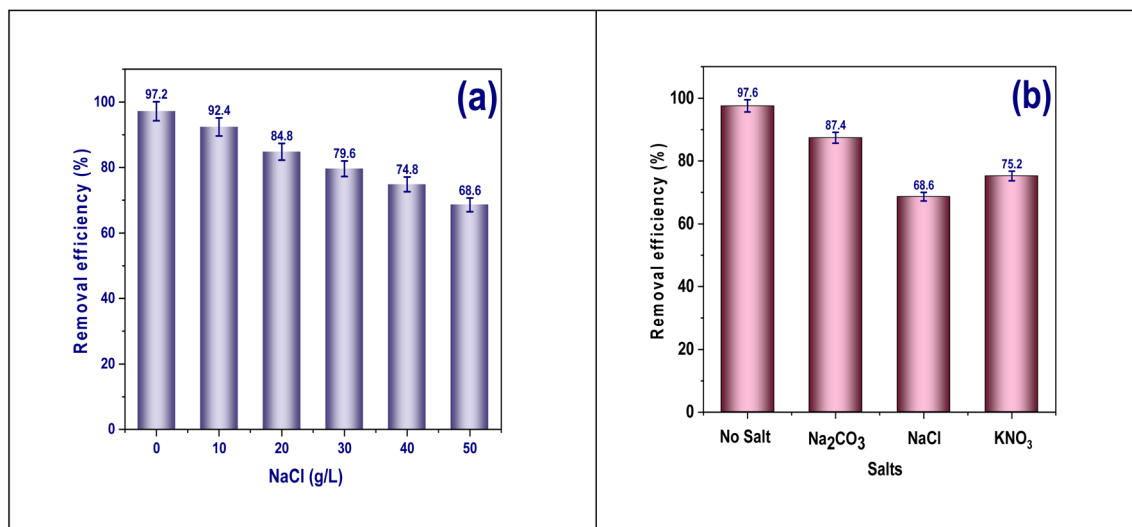 (a)
Removal efficiency (%)
100
80
60
40
20
0
97.2
92.4
84.8
79.6
74.8
68.6
0 10 20 30 40 50
NaCl (g/L)
(b)
Removal efficiency (%)
100
80
60
40
20
0
97.6
87.4
68.6
75.2
No Salt Na₂CO₃ NaCl KNO₃
Salts